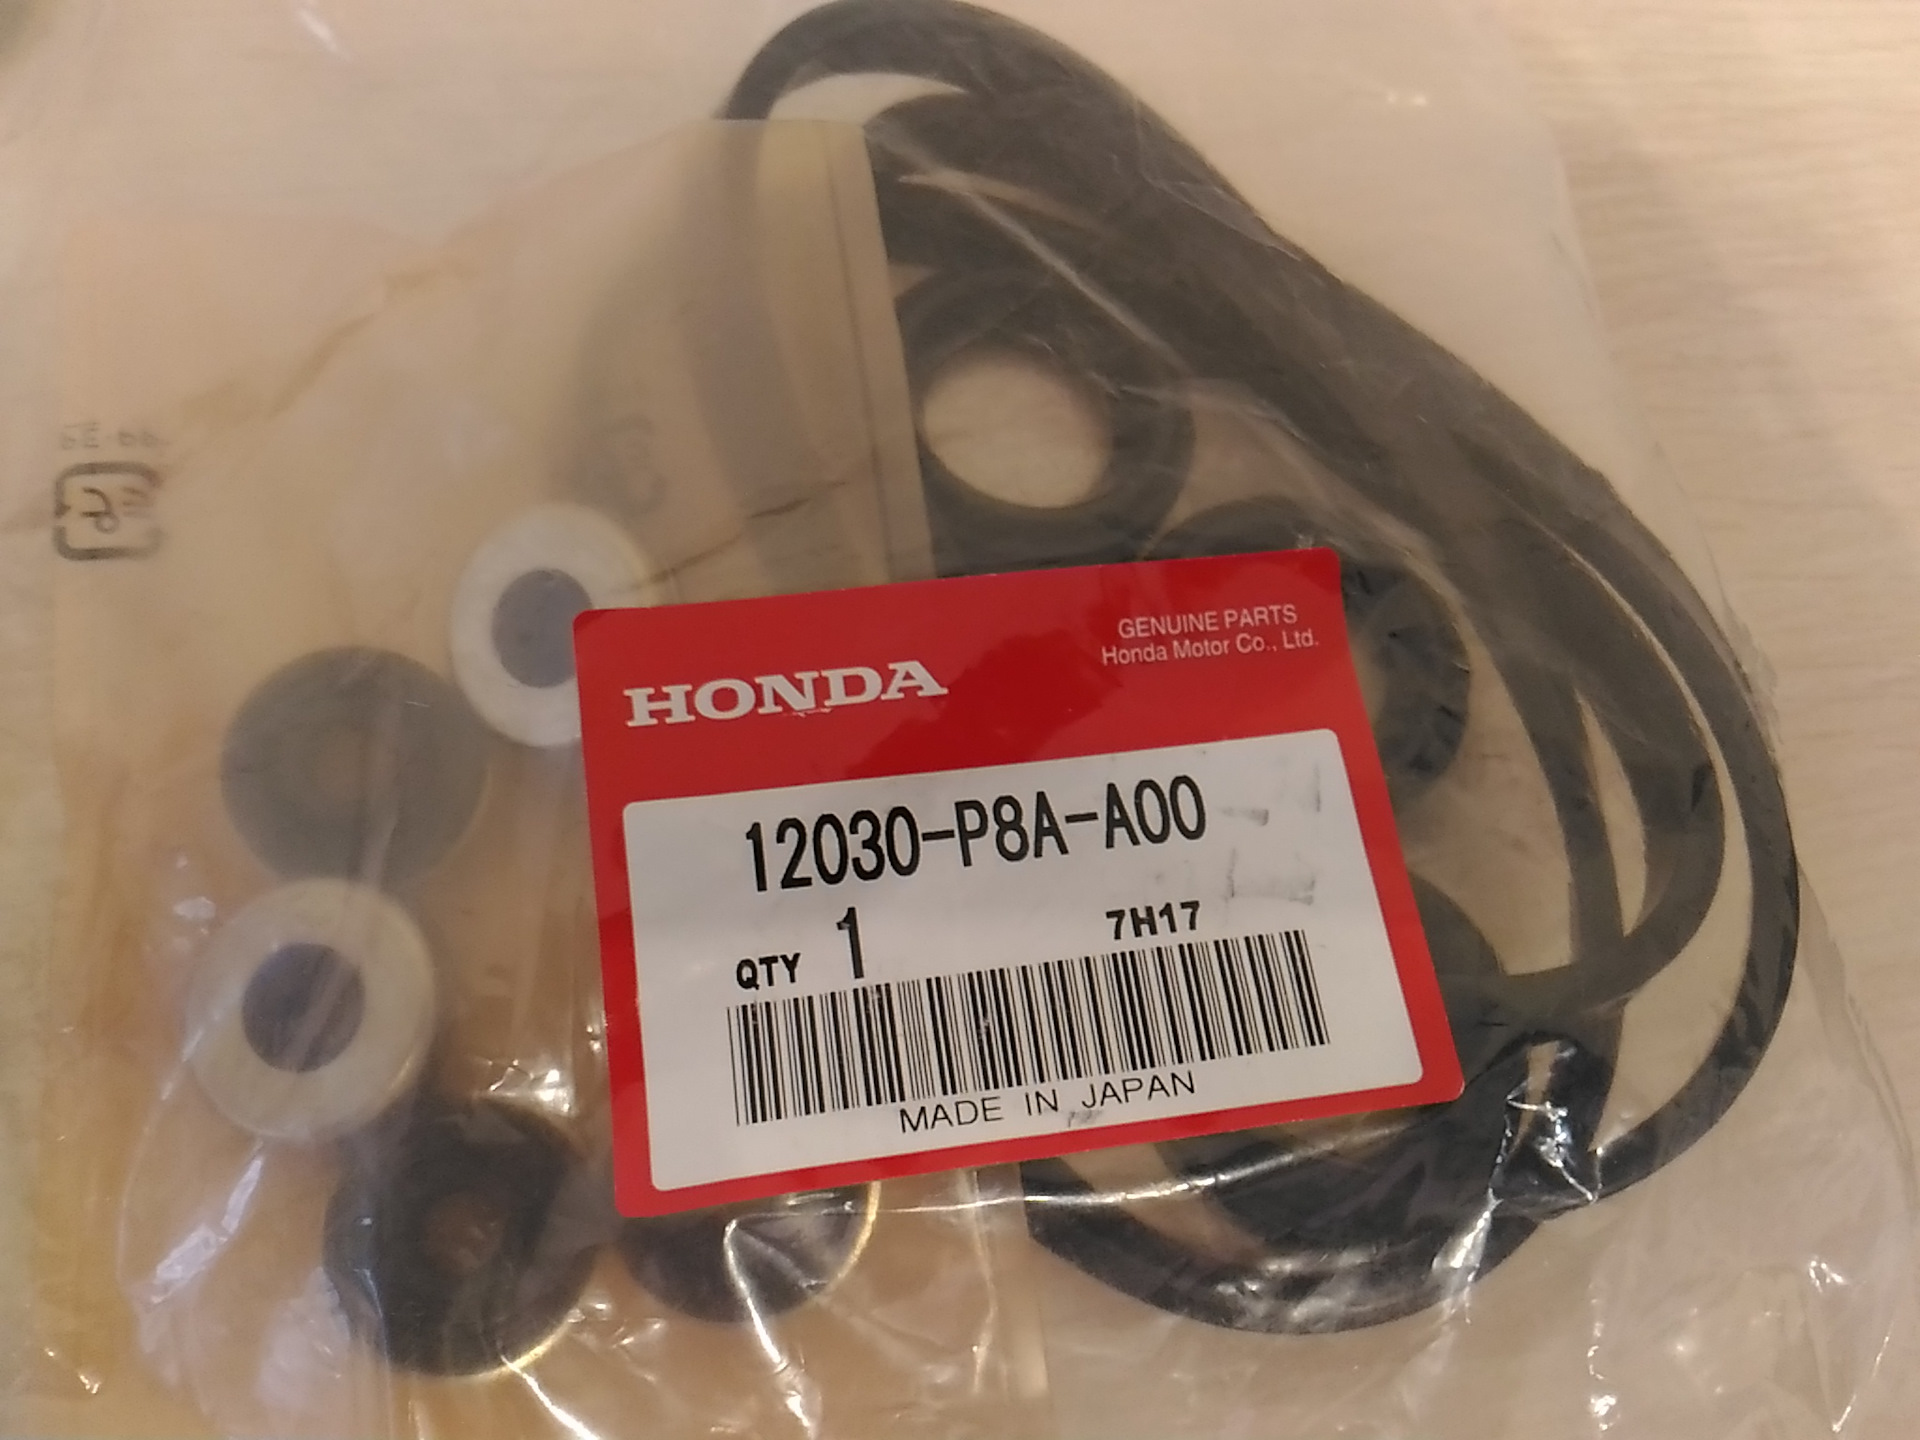 GENUINE PARTS
Honda Motor Co., Ltd.
HONDA
12030-P8A-A00
QTY 1
7H17
MADE IN JAPAN